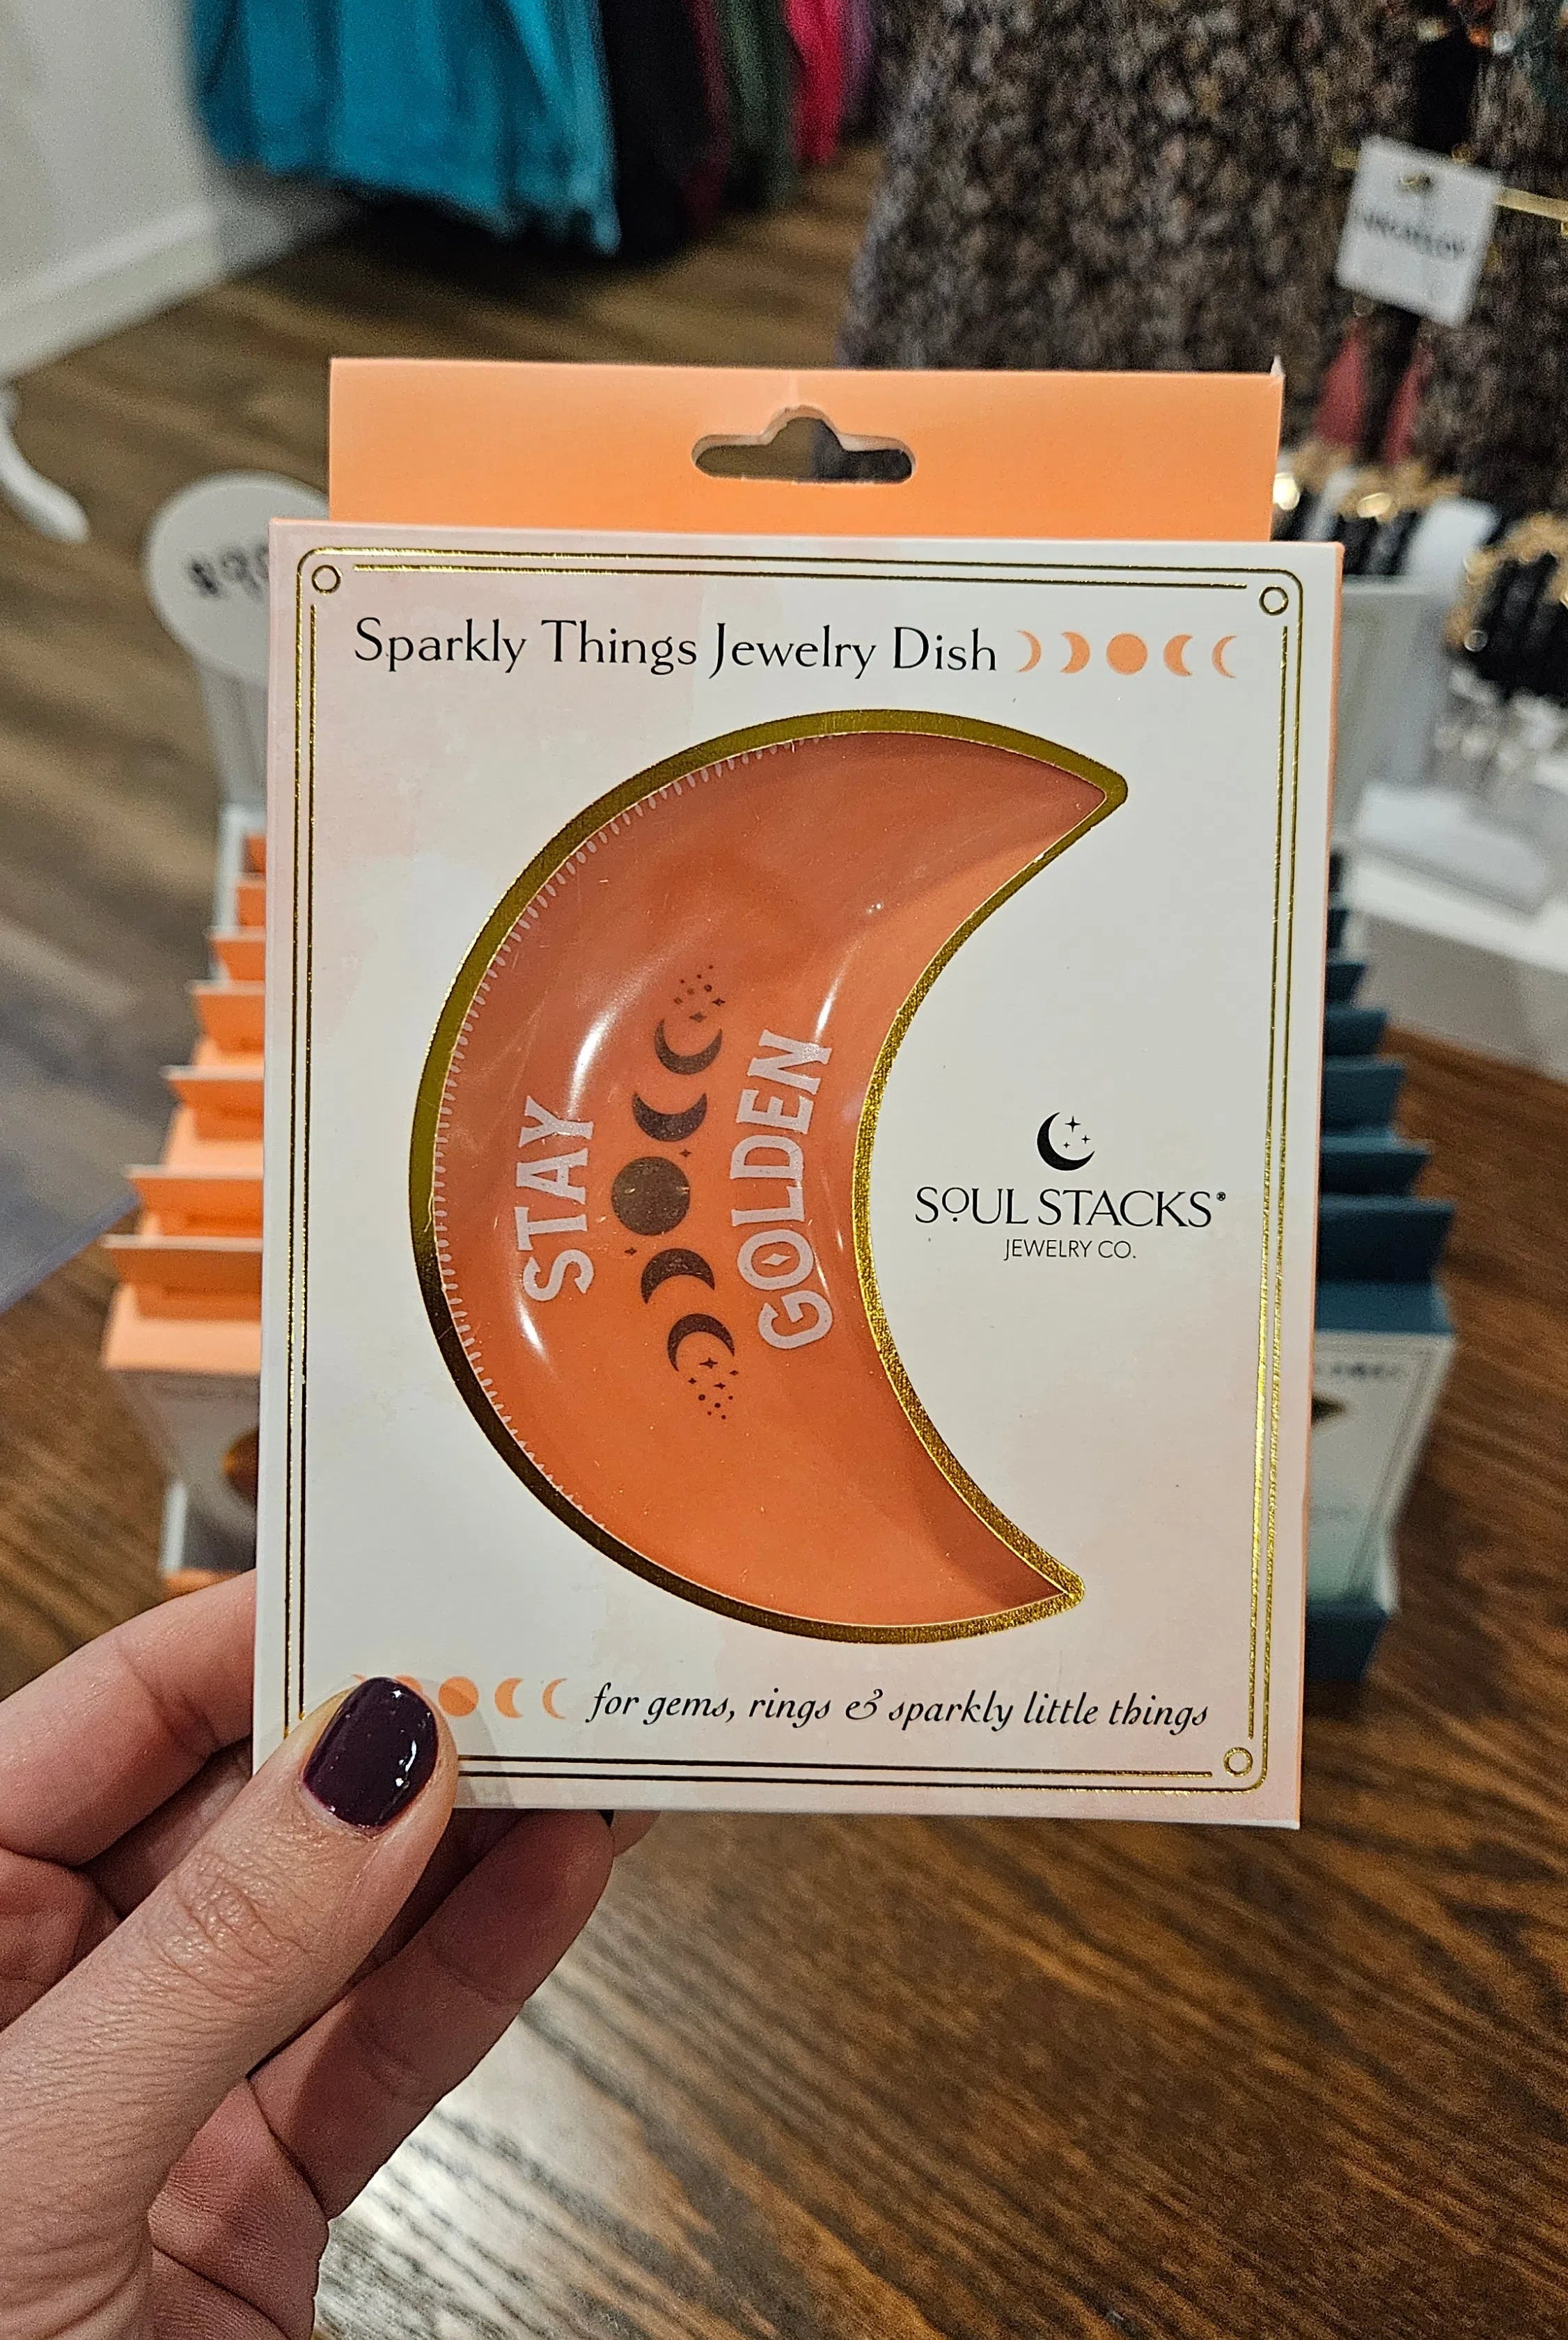 Sparkly Things Jewelry Dish
STAY
GOLDEN
SOUL STACKS®
JEWELRY CO.
for gems, rings & sparkly little things